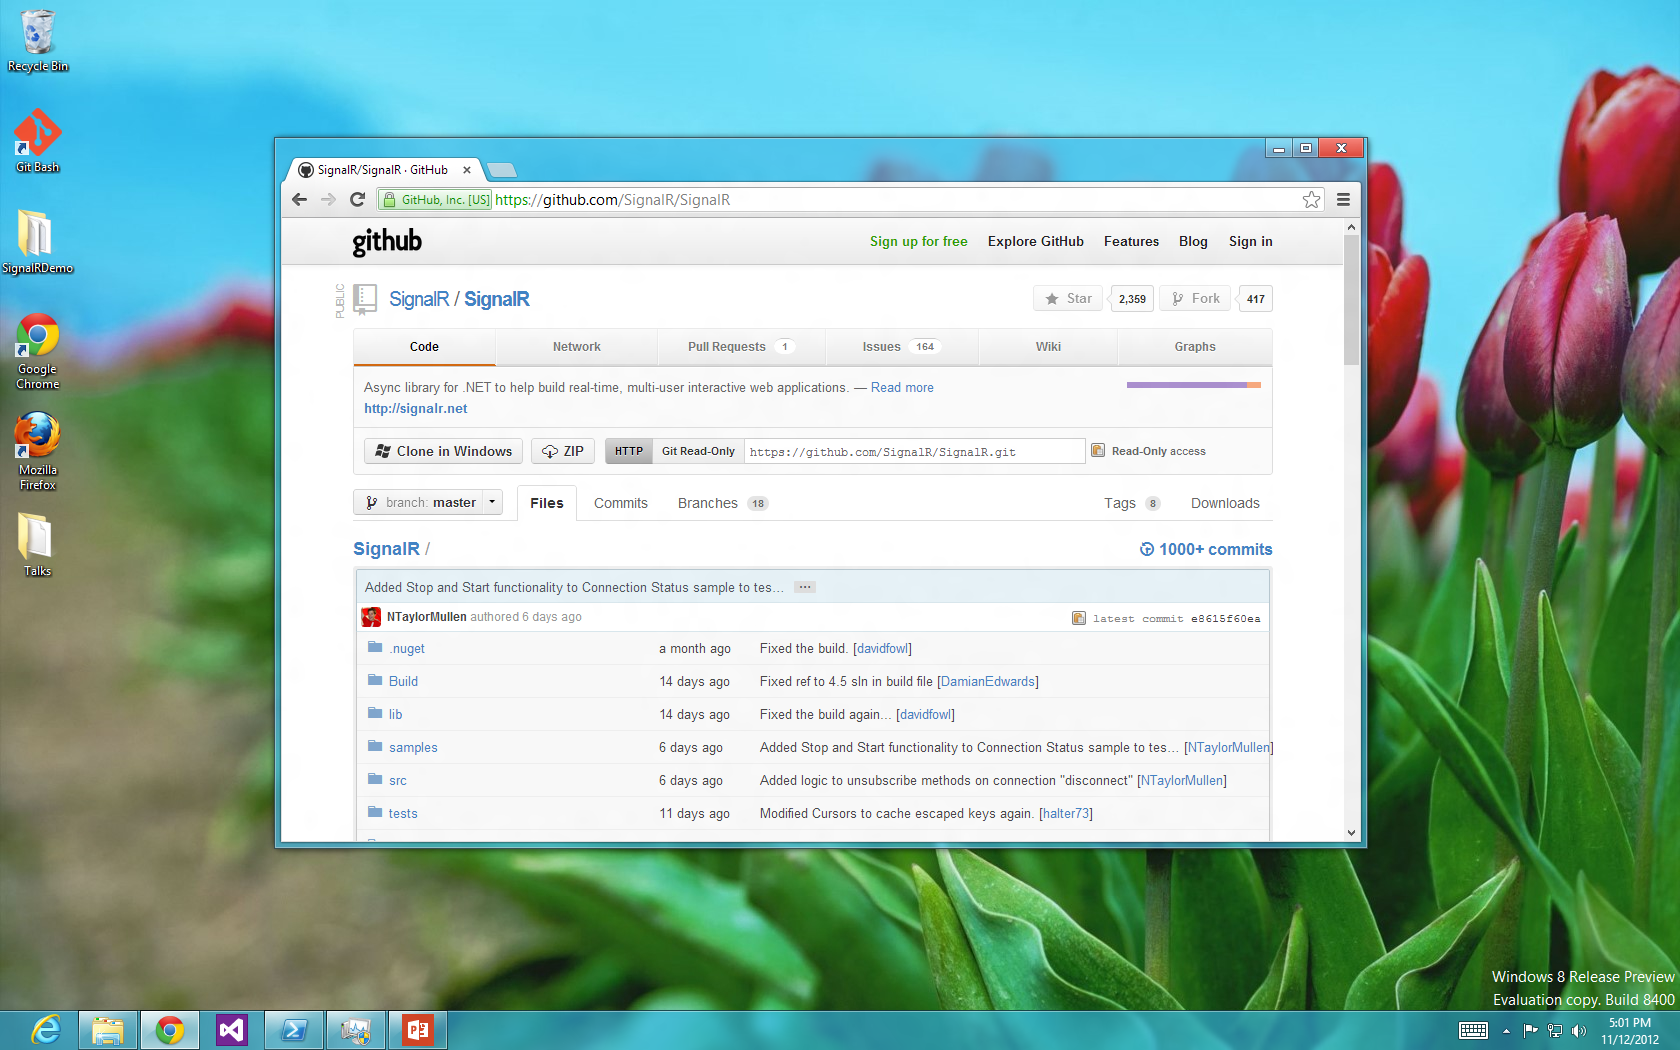 Recycle Bin
Git Bash
SignalRDemo
Google
Chrome
Mozilla
Firefox
Talks
SignalR/SignalR · GitHub
GitHub, Inc. [US] https://github.com/SignalR/SignalR
github
Sign up for free Explore GitHub Features Blog Sign in
PUBLIC
SignalR / SignalR
Star 2,359 Fork 417
Code Network Pull Requests 1 Issues 164 Wiki Graphs
Async library for .NET to help build real-time, multi-user interactive web applications. — Read more
http://signalr.net
Clone in Windows ZIP HTTP Git Read-Only https://github.com/SignalR/SignalR.git Read-Only access
branch: master Files Commits Branches 18 Tags 8 Downloads
SignalR / 1000+ commits
Added Stop and Start functionality to Connection Status sample to tes… ...
NTaylorMullen authored 6 days ago latest commit e8615f60ea
.nuget a month ago Fixed the build. [davidfowl]
Build 14 days ago Fixed ref to 4.5 sln in build file [DamianEdwards]
lib 14 days ago Fixed the build again… [davidfowl]
samples 6 days ago Added Stop and Start functionality to Connection Status sample to tes… [NTaylorMullen]
src 6 days ago Added logic to unsubscribe methods on connection "disconnect" [NTaylorMullen]
tests 11 days ago Modified Cursors to cache escaped keys again. [halter73]
Windows 8 Release Preview
Evaluation copy. Build 8400
5:01 PM
11/12/2012